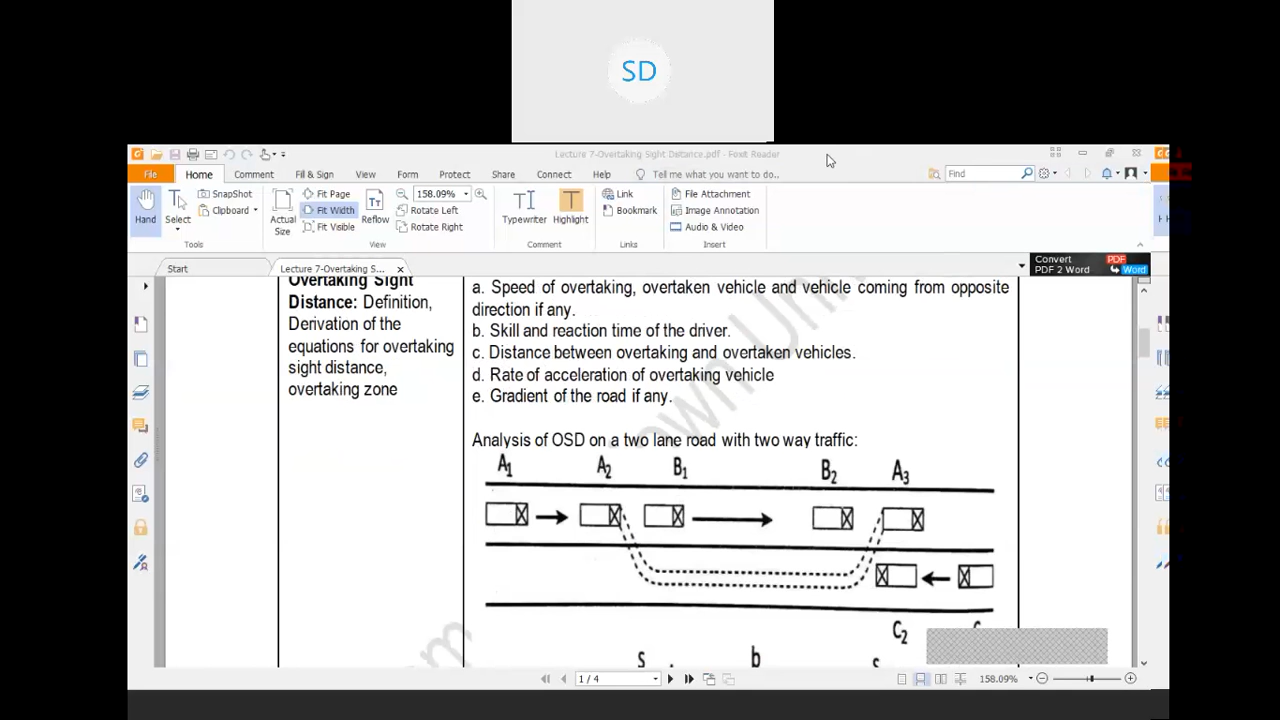 SD
Lecture 7-Overtaking Sight Distance.pdf - Foxit Reader
File Home Comment Fill & Sign View Form Protect Share Connect Help Tell me what you want to do.. Find
Hand
Select
SnapShot
Clipboard
Tools
Actual Size
Fit Page
Fit Width
Fit Visible
Reflow
158.09%
Rotate Left
Rotate Right
View
Typewriter
Highlight
Comment
Link
Bookmark
Links
File Attachment
Image Annotation
Audio & Video
Insert
Start
Lecture 7-Overtaking S...
Convert PDF
PDF 2 Word Word
Overtaking Sight
Distance: Definition,
Derivation of the
equations for overtaking
sight distance,
overtaking zone
a. Speed of overtaking, overtaken vehicle and vehicle coming from opposite
direction if any.
b. Skill and reaction time of the driver.
c. Distance between overtaking and overtaken vehicles.
d. Rate of acceleration of overtaking vehicle
e. Gradient of the road if any.
Analysis of OSD on a two lane road with two way traffic:
A1 A2 B1 B2 A3
C2
s b
1 / 4
158.09%